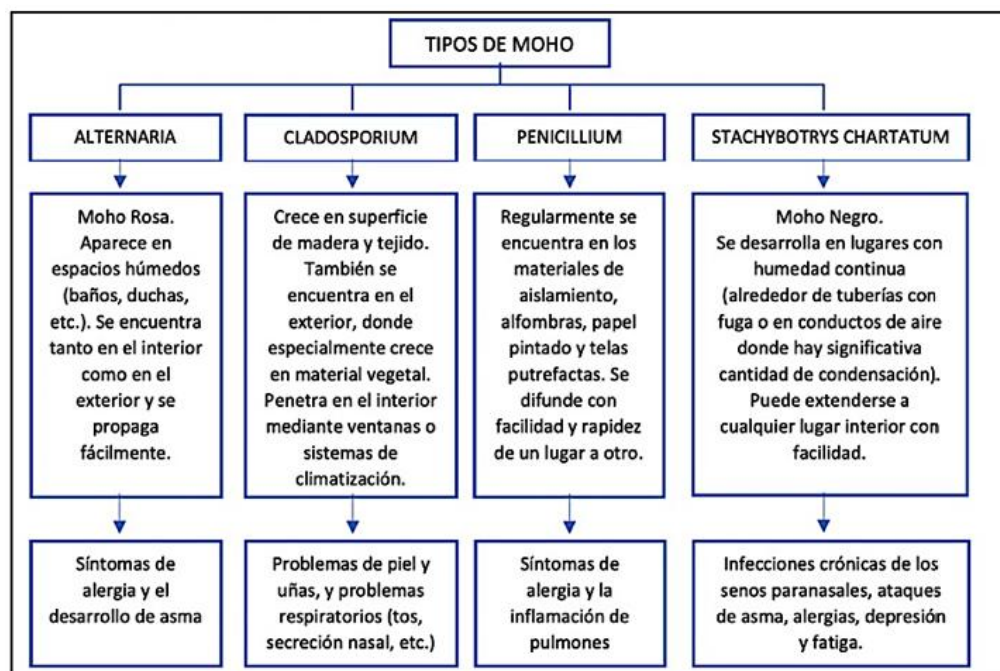 TIPOS DE MOHO
ALTERNARIA
Moho Rosa.
Aparece en
espacios húmedos
(baños, duchas,
etc.). Se encuentra
tanto en el interior
como en el
exterior y se
propaga
fácilmente.
Síntomas de
alergia y el
desarrollo de asma
CLADOSPORIUM
Crece en superficie
de madera y tejido.
También se
encuentra en el
exterior, donde
especialmente crece
en material vegetal.
Penetra en el interior
mediante ventanas o
sistemas de
climatización.
Problemas de piel y
uñas, y problemas
respiratorios (tos,
secreción nasal, etc.)
PENICILLIUM
Regularmente se
encuentra en los
materiales de
aislamiento,
alfombras, papel
pintado y telas
putrefactas. Se
difunde con
facilidad y rapidez
de un lugar a otro.
Síntomas de
alergia y la
inflamación de
pulmones
STACHYBOTRYS CHARTATUM
Moho Negro.
Se desarrolla en lugares con
humedad continua
(alrededor de tuberías con
fuga o en conductos de aire
donde hay significativa
cantidad de condensación).
Puede extenderse a
cualquier lugar interior con
facilidad.
Infecciones crónicas de los
senos paranasales, ataques
de asma, alergias, depresión
y fatiga.